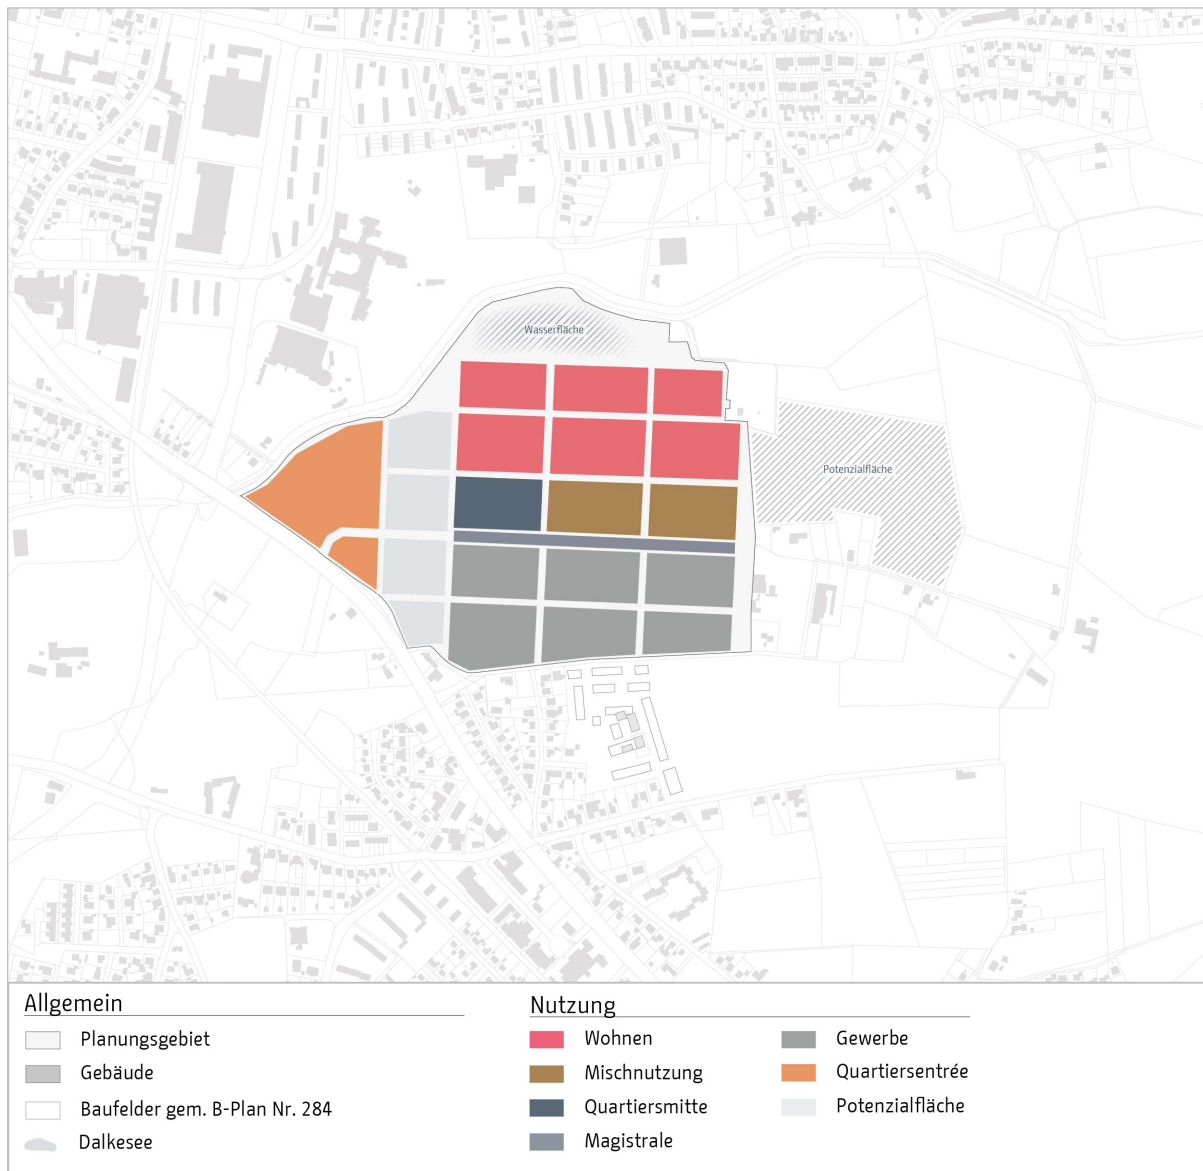 Wasserfläche
Potenzialfläche
Allgemein
Planungsgebiet
Gebäude
Baufelder gem. B-Plan Nr. 284
Dalkesee
Nutzung
Wohnen
Mischnutzung
Quartiersmitte
Magistrale
Gewerbe
Quartiersentrée
Potenzialfläche